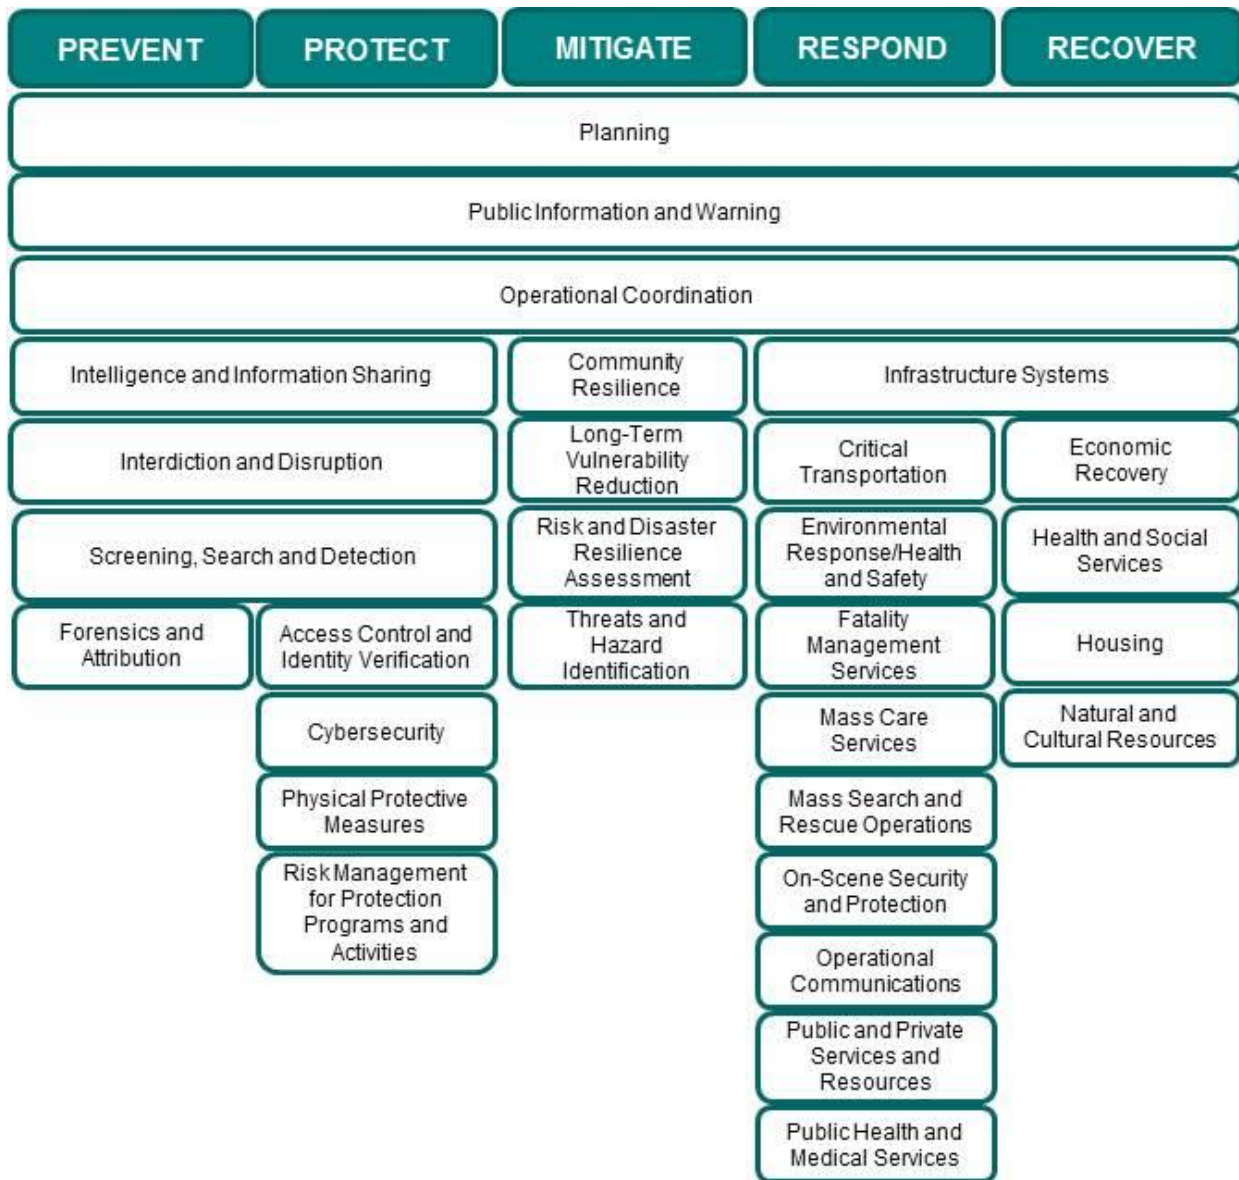 PREVENT
PROTECT
MITIGATE
RESPOND
RECOVER
Planning
Public Information and Warning
Operational Coordination
Intelligence and Information Sharing
Community
Resilience
Infrastructure Systems
Interdiction and Disruption
Long-Term
Vulnerability
Reduction
Critical
Transportation
Economic
Recovery
Screening, Search and Detection
Risk and Disaster
Resilience
Assessment
Environmental
Response/Health
and Safety
Health and Social
Services
Forensics and
Attribution
Access Control and
Identity Verification
Threats and
Hazard
Identification
Fatality
Management
Services
Housing
Cybersecurity
Mass Care
Services
Natural and
Cultural Resources
Physical Protective
Measures
Mass Search and
Rescue Operations
Risk Management
for Protection
Programs and
Activities
On-Scene Security
and Protection
Operational
Communications
Public and Private
Services and
Resources
Public Health and
Medical Services